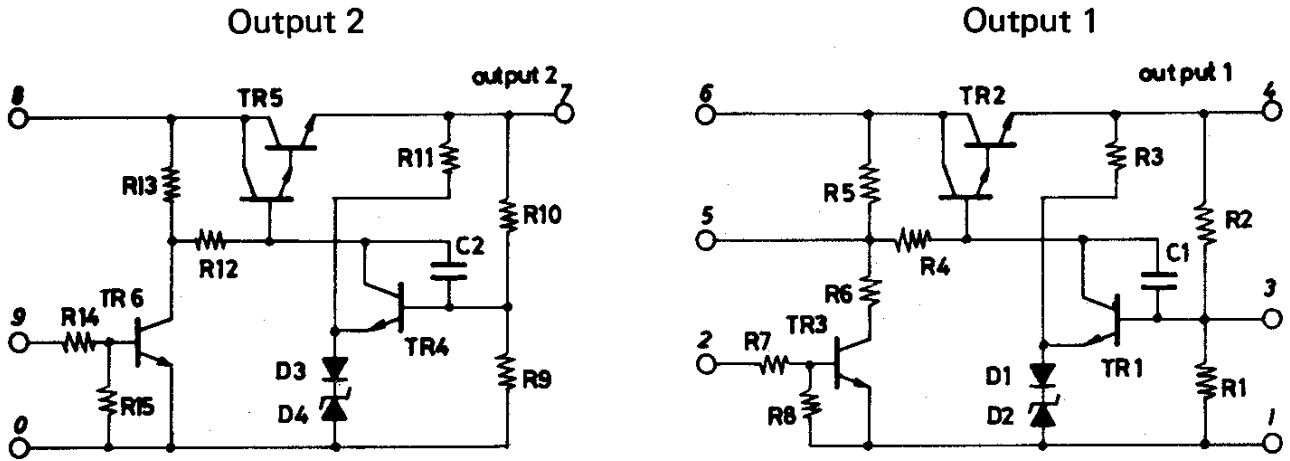 Output 2
Output 1
output 2
output 1
8
TR5
7
6
TR2
4
R11
R3
R13
R5
R10
5
R2
R12
C2
R4
C1
R6
TR6
3
9
R14
TR3
2
R7
TR4
TR1
D3
D1
R9
R1
R15
D4
R8
D2
0
1